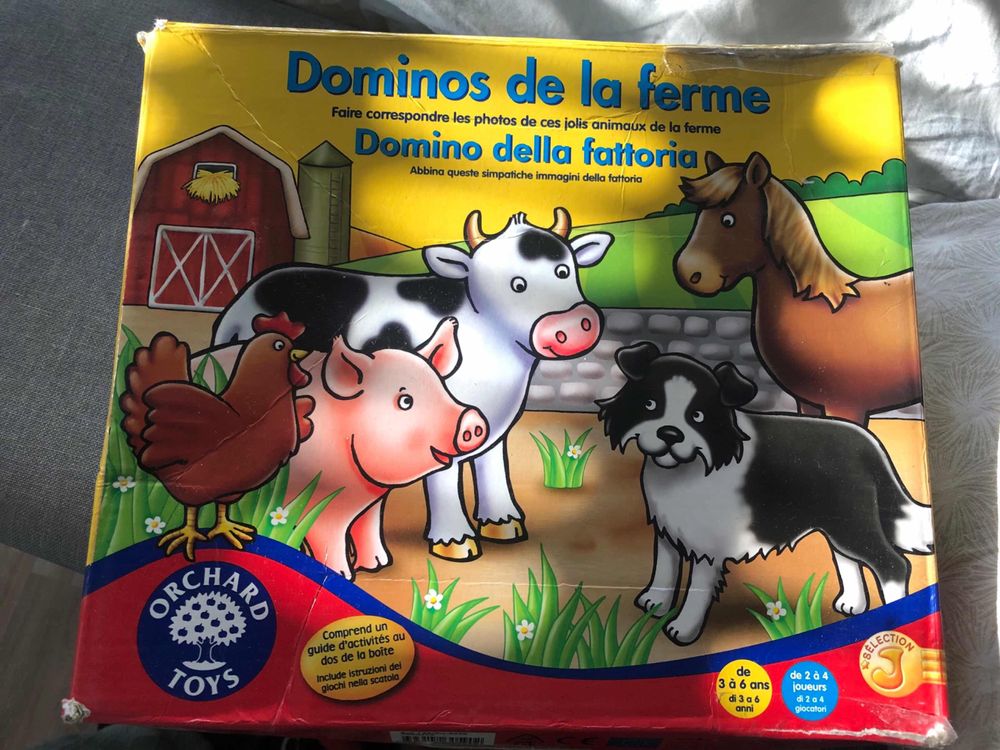 Dominos de la ferme
Faire correspondre les photos de ces jolis animaux de la ferme
Domino della fattoria
Abbina queste simpatiche immagini della fattoria
ORCHARD
TOYS
Comprend un
guide d'activités au
dos de la boîte
Include istruzioni dei
giochi nella scatola
de
3 à 6 ans
di 3 a 6
anni
de 2 à 4
joueurs
di 2 a 4
giocatori
SÉLECTION
J